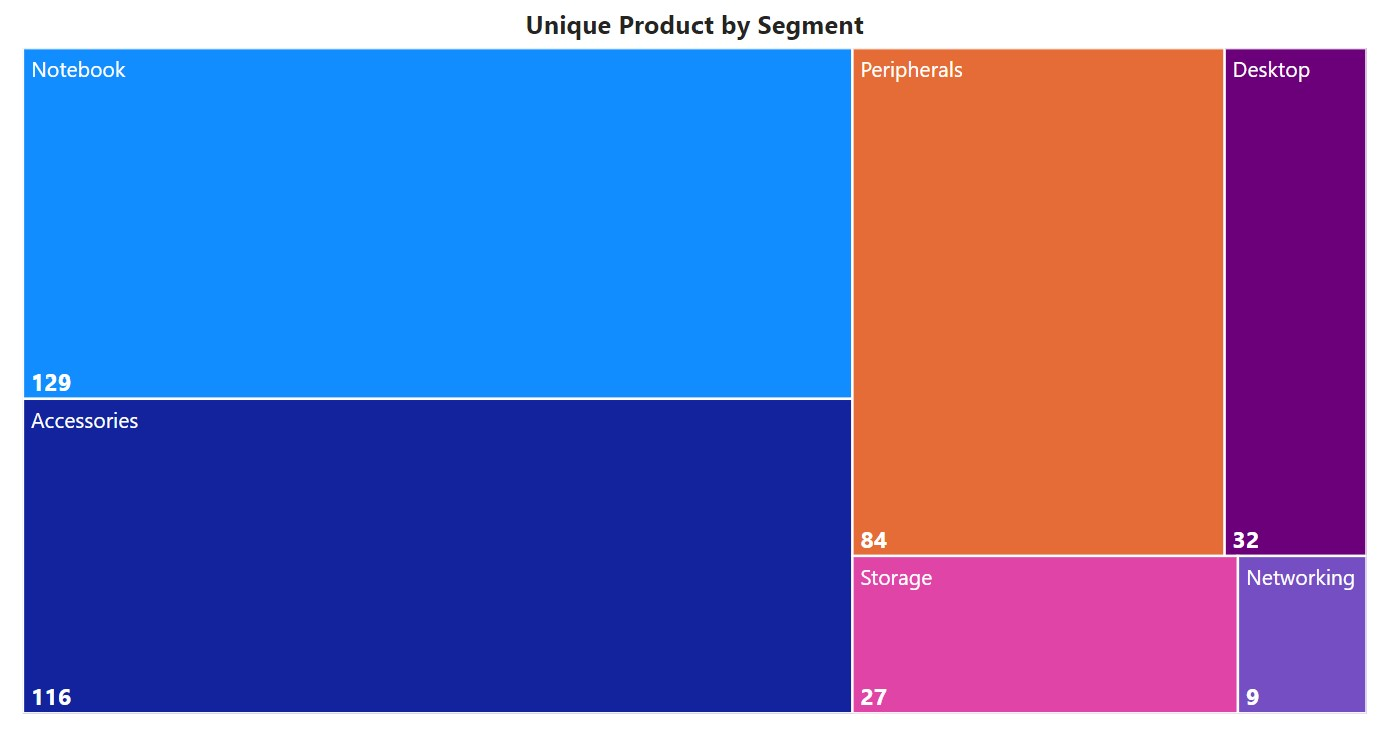 Unique Product by Segment
Notebook
129
Accessories
116
Peripherals
84
Desktop
32
Storage
27
Networking
9